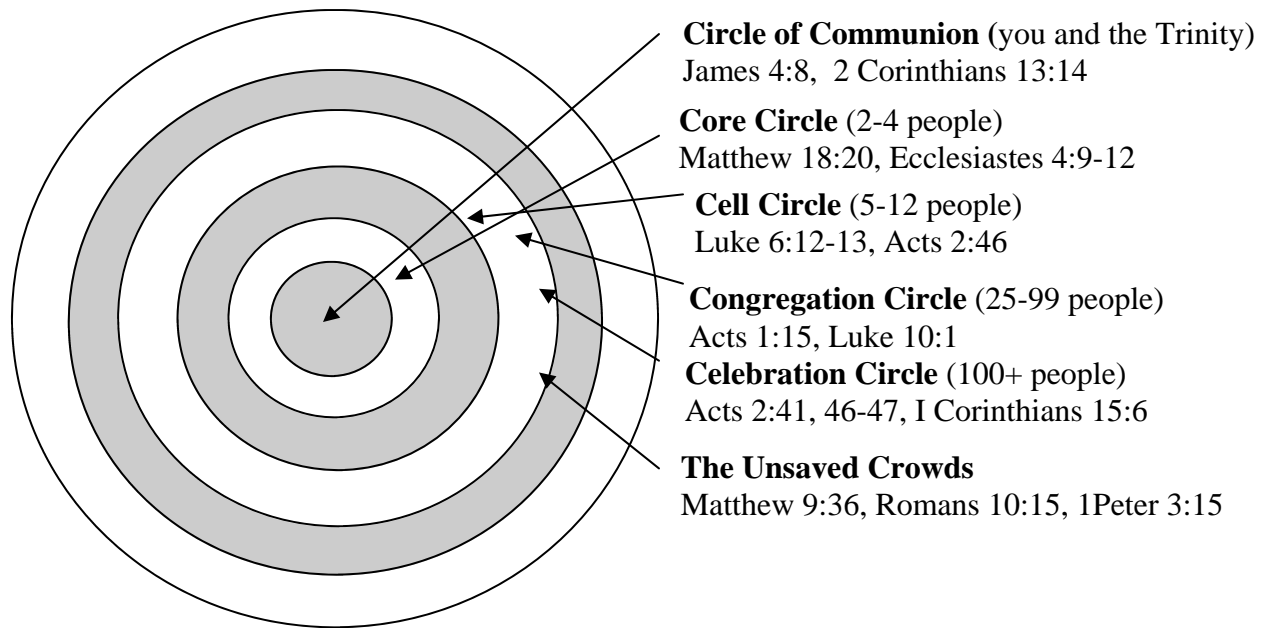 Circle of Communion (you and the Trinity)
James 4:8, 2 Corinthians 13:14
Core Circle (2-4 people)
Matthew 18:20, Ecclesiastes 4:9-12
Cell Circle (5-12 people)
Luke 6:12-13, Acts 2:46
Congregation Circle (25-99 people)
Acts 1:15, Luke 10:1
Celebration Circle (100+ people)
Acts 2:41, 46-47, I Corinthians 15:6
The Unsaved Crowds
Matthew 9:36, Romans 10:15, 1Peter 3:15